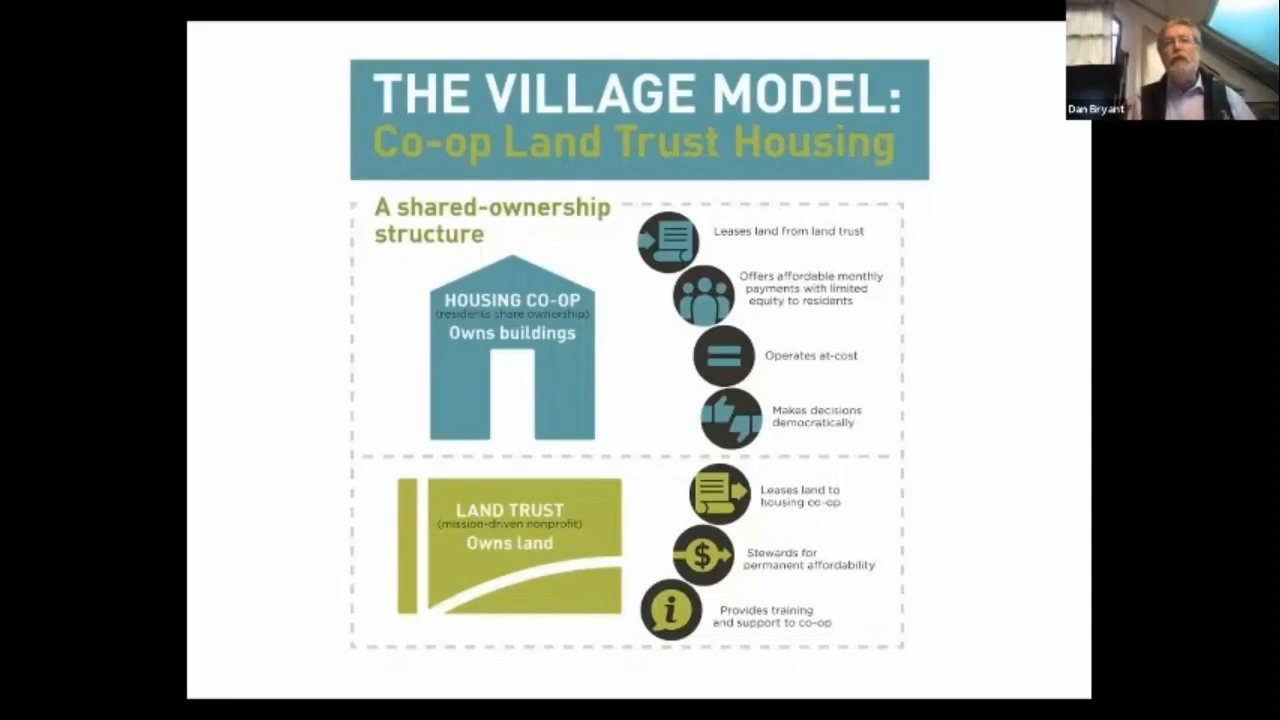 THE VILLAGE MODEL:
Co-op Land Trust Housing
A shared-ownership
structure
HOUSING CO-OP
(residents share ownership)
Owns buildings
Leases land from land trust
Offers affordable monthly
payments with limited
equity to residents
Operates at-cost
Makes decisions
democratically
LAND TRUST
(mission-driven nonprofit)
Owns land
Leases land to
housing co-op
$
Stewards for
permanent affordability
i
Provides training
and support to co-op
Dan Bryant